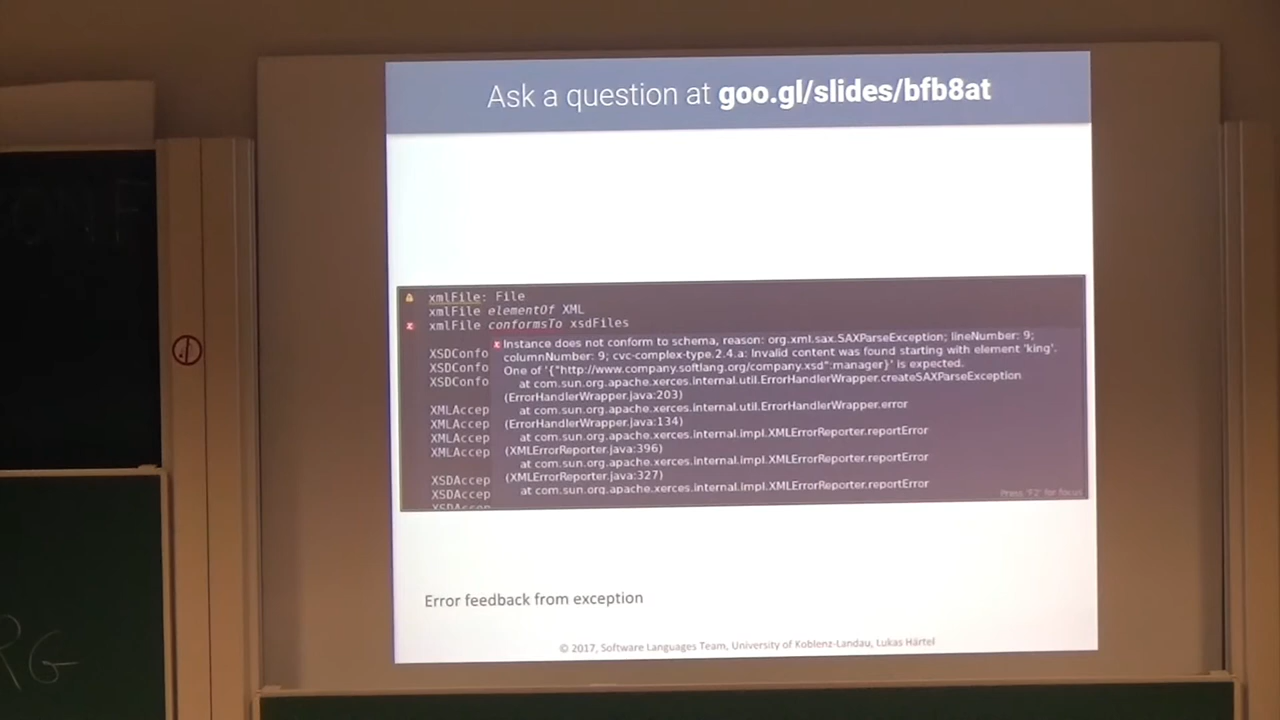 Ask a question at goo.gl/slides/bfb8at
xmlFile: File
xmlFile elementOf XML
xmlFile conformsTo xsdFiles
Instance does not conform to schema, reason: org.xml.sax.SAXParseException; lineNumber: 9;
XSDConfo columnNumber: 9; cvc-complex-type.2.4.a: Invalid content was found starting with element 'king'.
XSDConfo One of '{"http://www.company.softlang.org/company.xsd":manager}' is expected.
XSDConfo at com.sun.org.apache.xerces.internal.util.ErrorHandlerWrapper.createSAXParseException
(ErrorHandlerWrapper.java:203)
XMLAccep at com.sun.org.apache.xerces.internal.util.ErrorHandlerWrapper.error
XMLAccep (ErrorHandlerWrapper.java:134)
XMLAccep at com.sun.org.apache.xerces.internal.impl.XMLErrorReporter.reportError
XMLAccep (XMLErrorReporter.java:396)
at com.sun.org.apache.xerces.internal.impl.XMLErrorReporter.reportError
XSDAccep (XMLErrorReporter.java:327)
XSDAccep at com.sun.org.apache.xerces.internal.impl.XMLErrorReporter.reportError
Press 'F2' for focus
XSDAccep
Error feedback from exception
© 2017, Software Languages Team, University of Koblenz-Landau, Lukas Härtel
RG